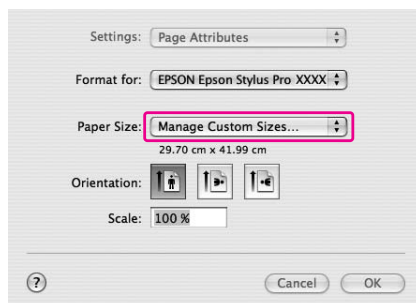 Settings: Page Attributes
Format for: EPSON Epson Stylus Pro XXXX
Paper Size: Manage Custom Sizes...
29.70 cm x 41.99 cm
Orientation:
Scale: 100 %
? Cancel OK